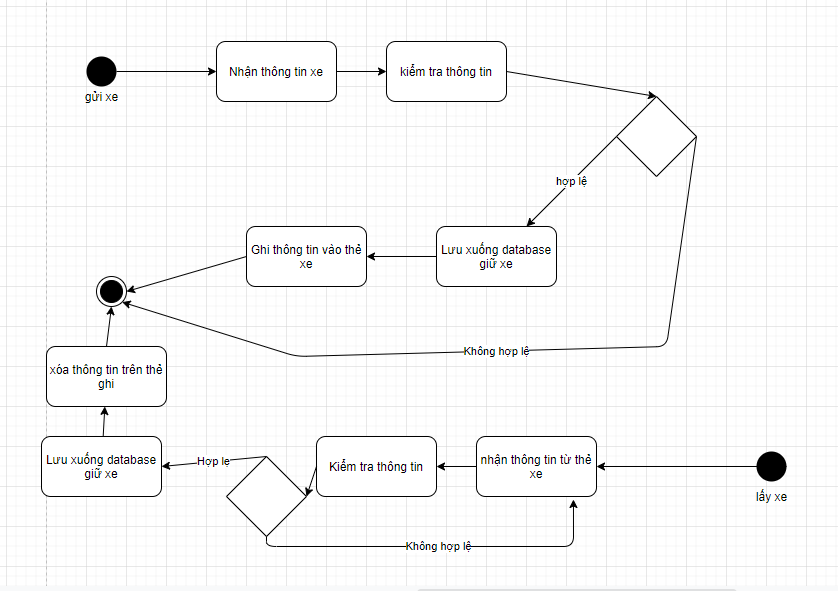 Nhận thông tin xe
kiểm tra thông tin
gửi xe
hợp lệ
Ghi thông tin vào thẻ
xe
Lưu xuống database
giữ xe
Không hợp lệ
xóa thông tin trên thẻ
ghi
Lưu xuống database
giữ xe
Hợp lẹ
Kiểm tra thông tin
nhận thông tin từ thẻ
xe
lấy xe
Không hợp lệ